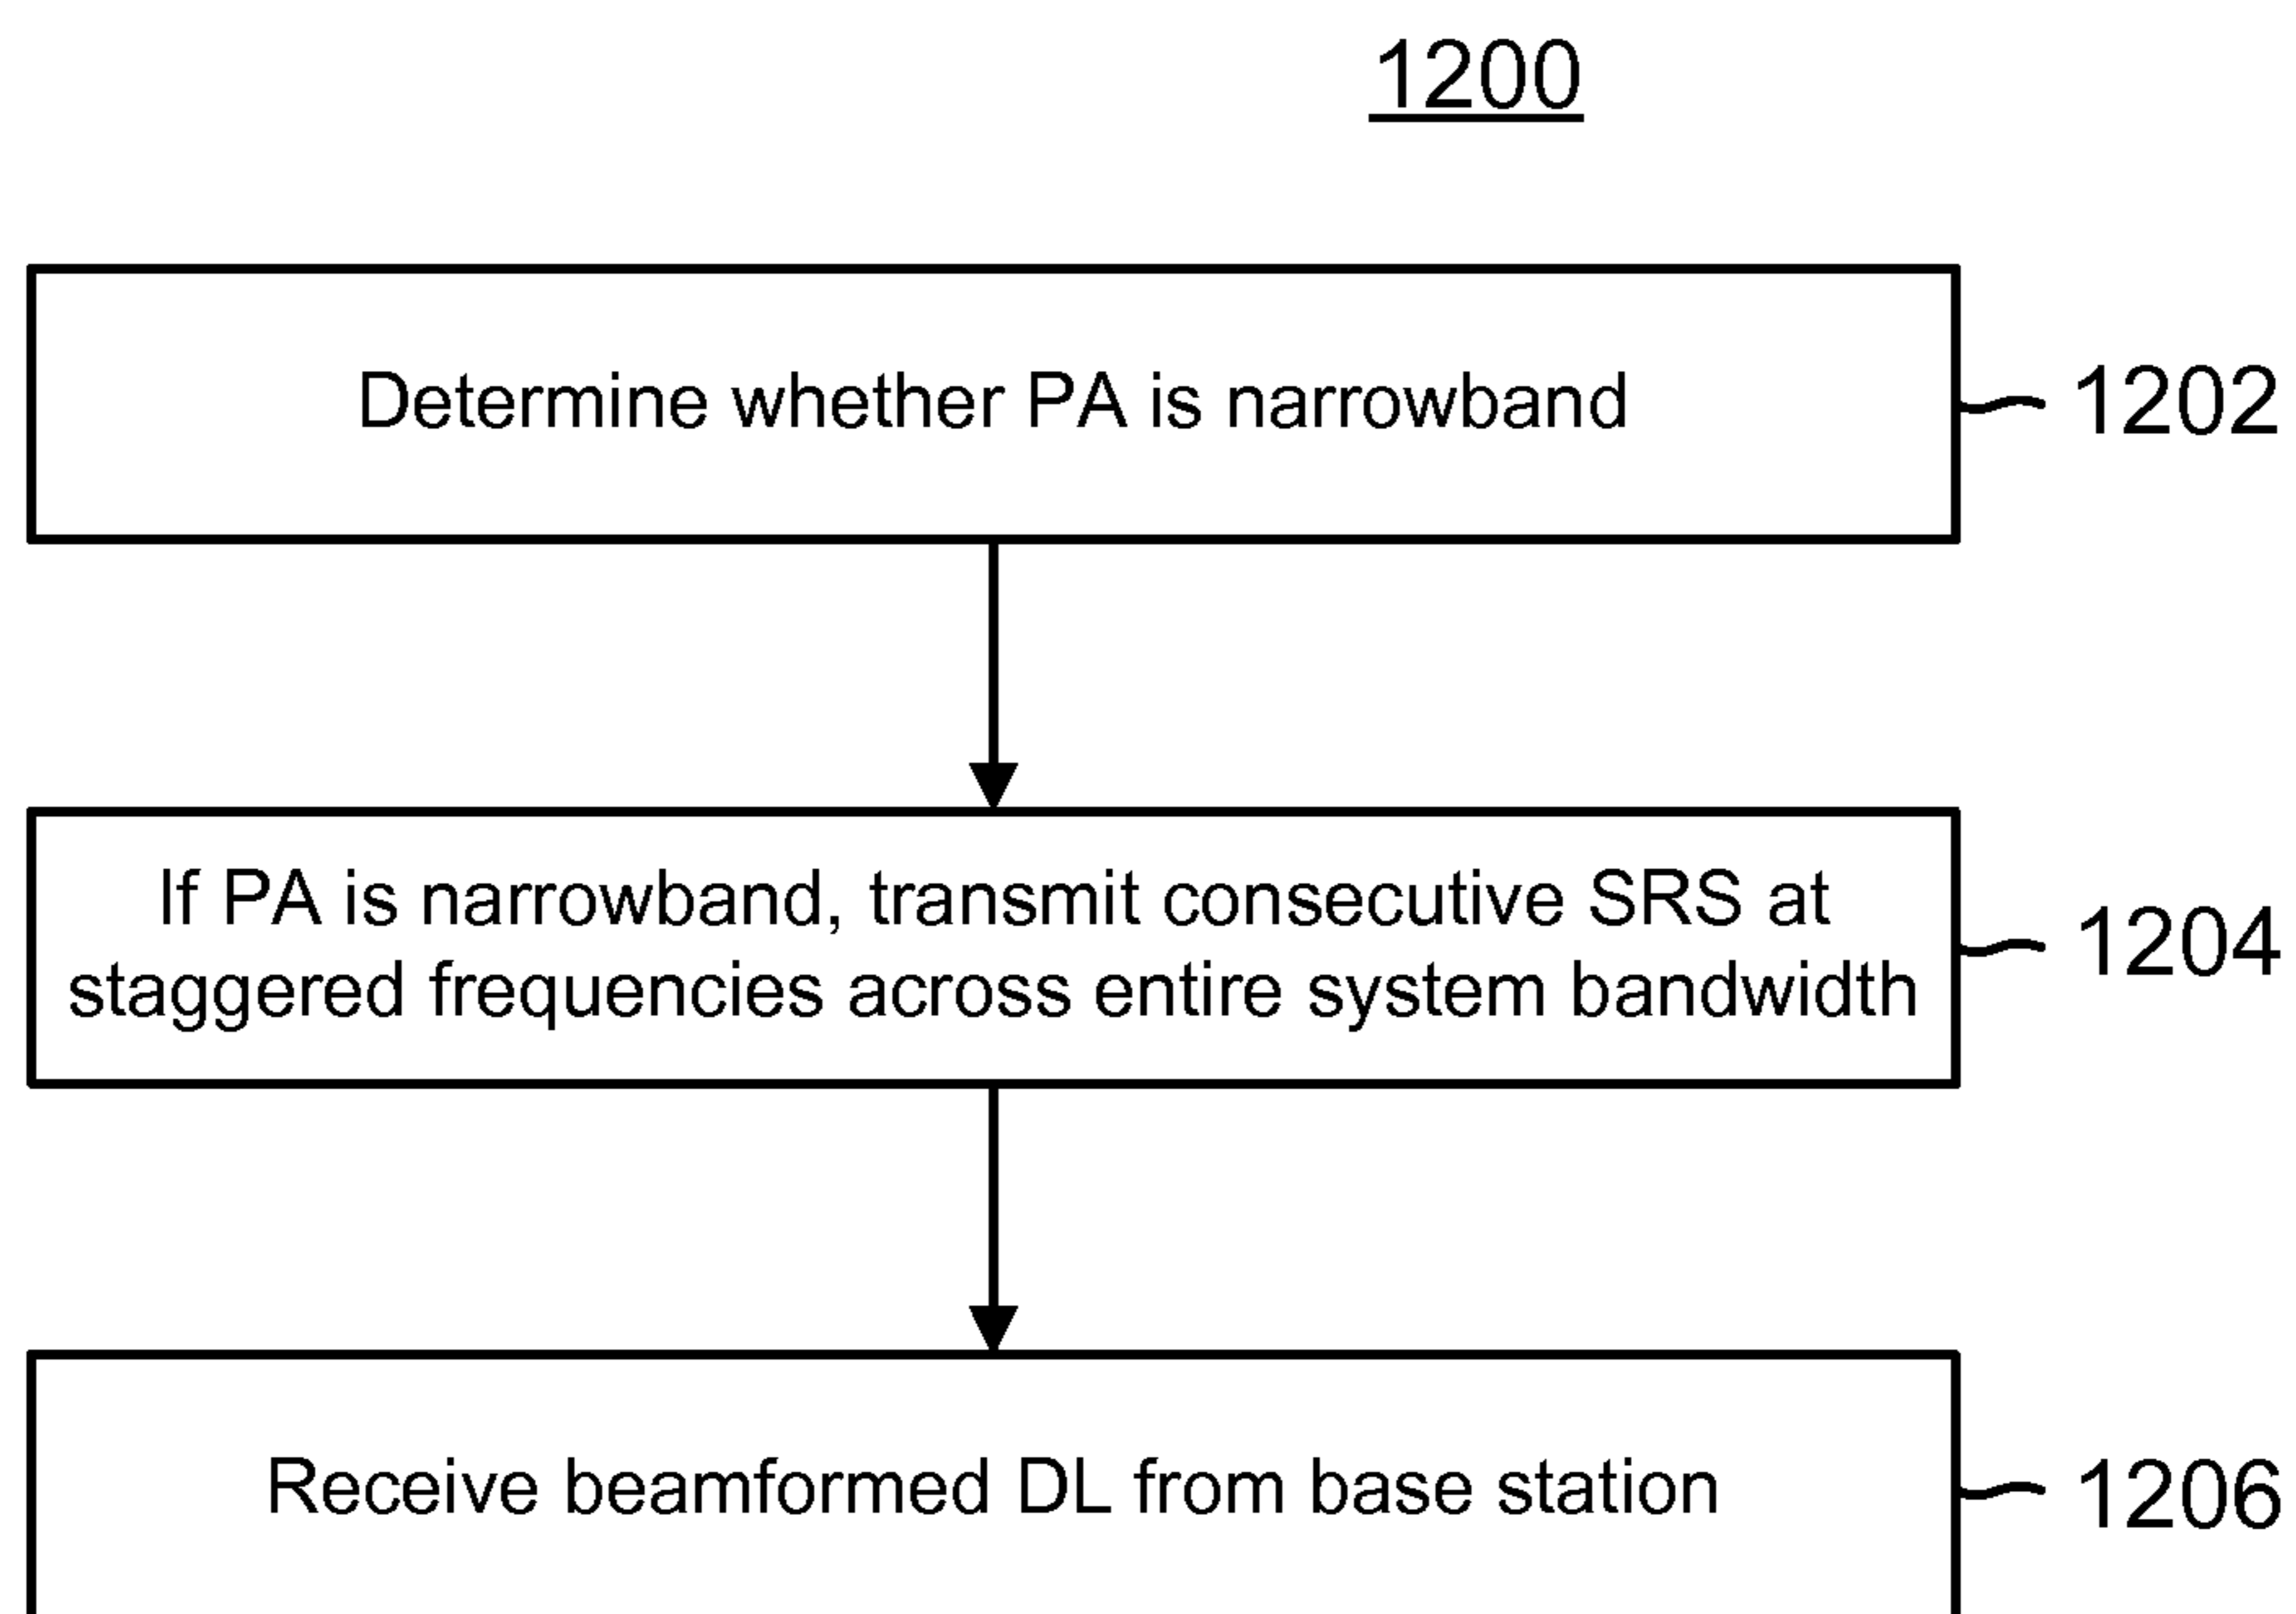 1200
Determine whether PA is narrowband
1202
If PA is narrowband, transmit consecutive SRS at
staggered frequencies across entire system bandwidth
1204
Receive beamformed DL from base station
1206